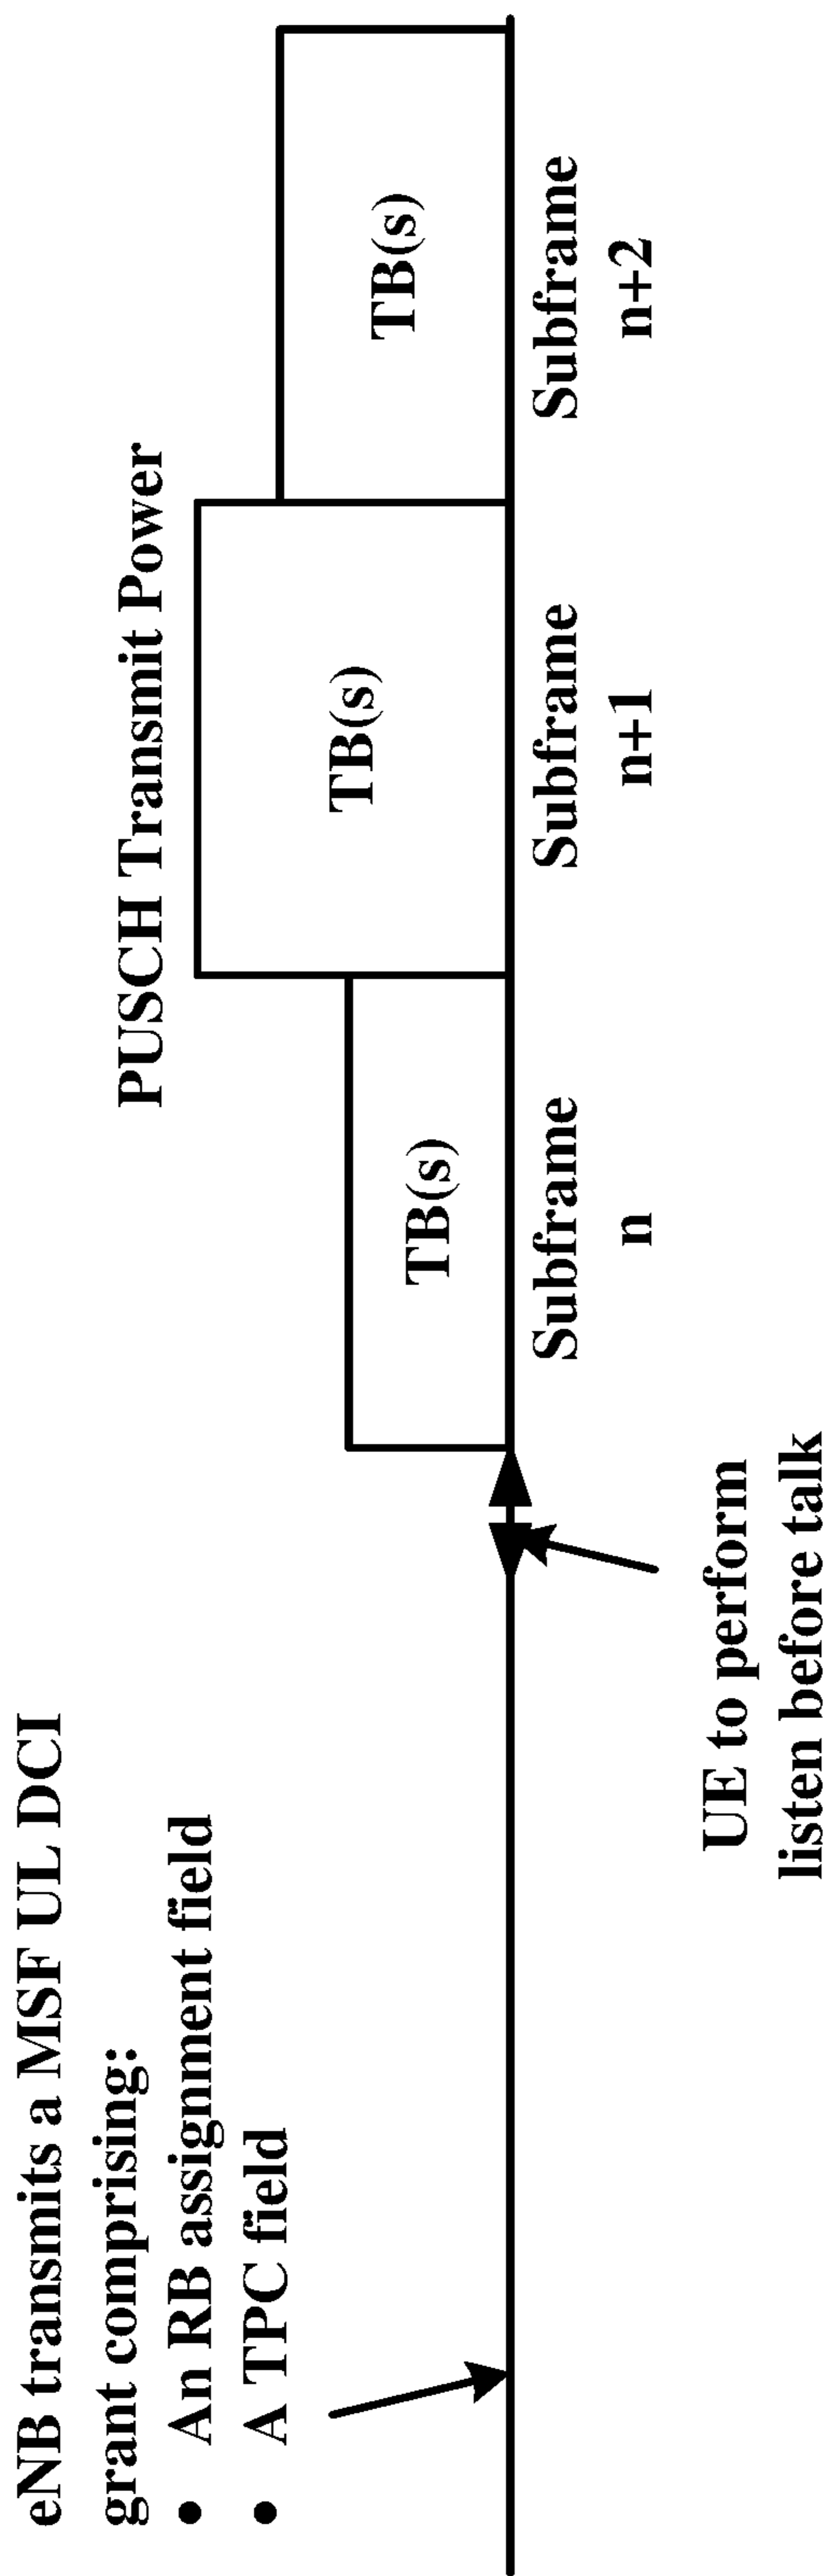 eNB transmits a MSF UL DCI
grant comprising:
• An RB assignment field
• A TPC field
PUSCH Transmit Power
TB(s)
TB(s)
TB(s)
Subframe
n
Subframe
n+1
Subframe
n+2
UE to perform
listen before talk